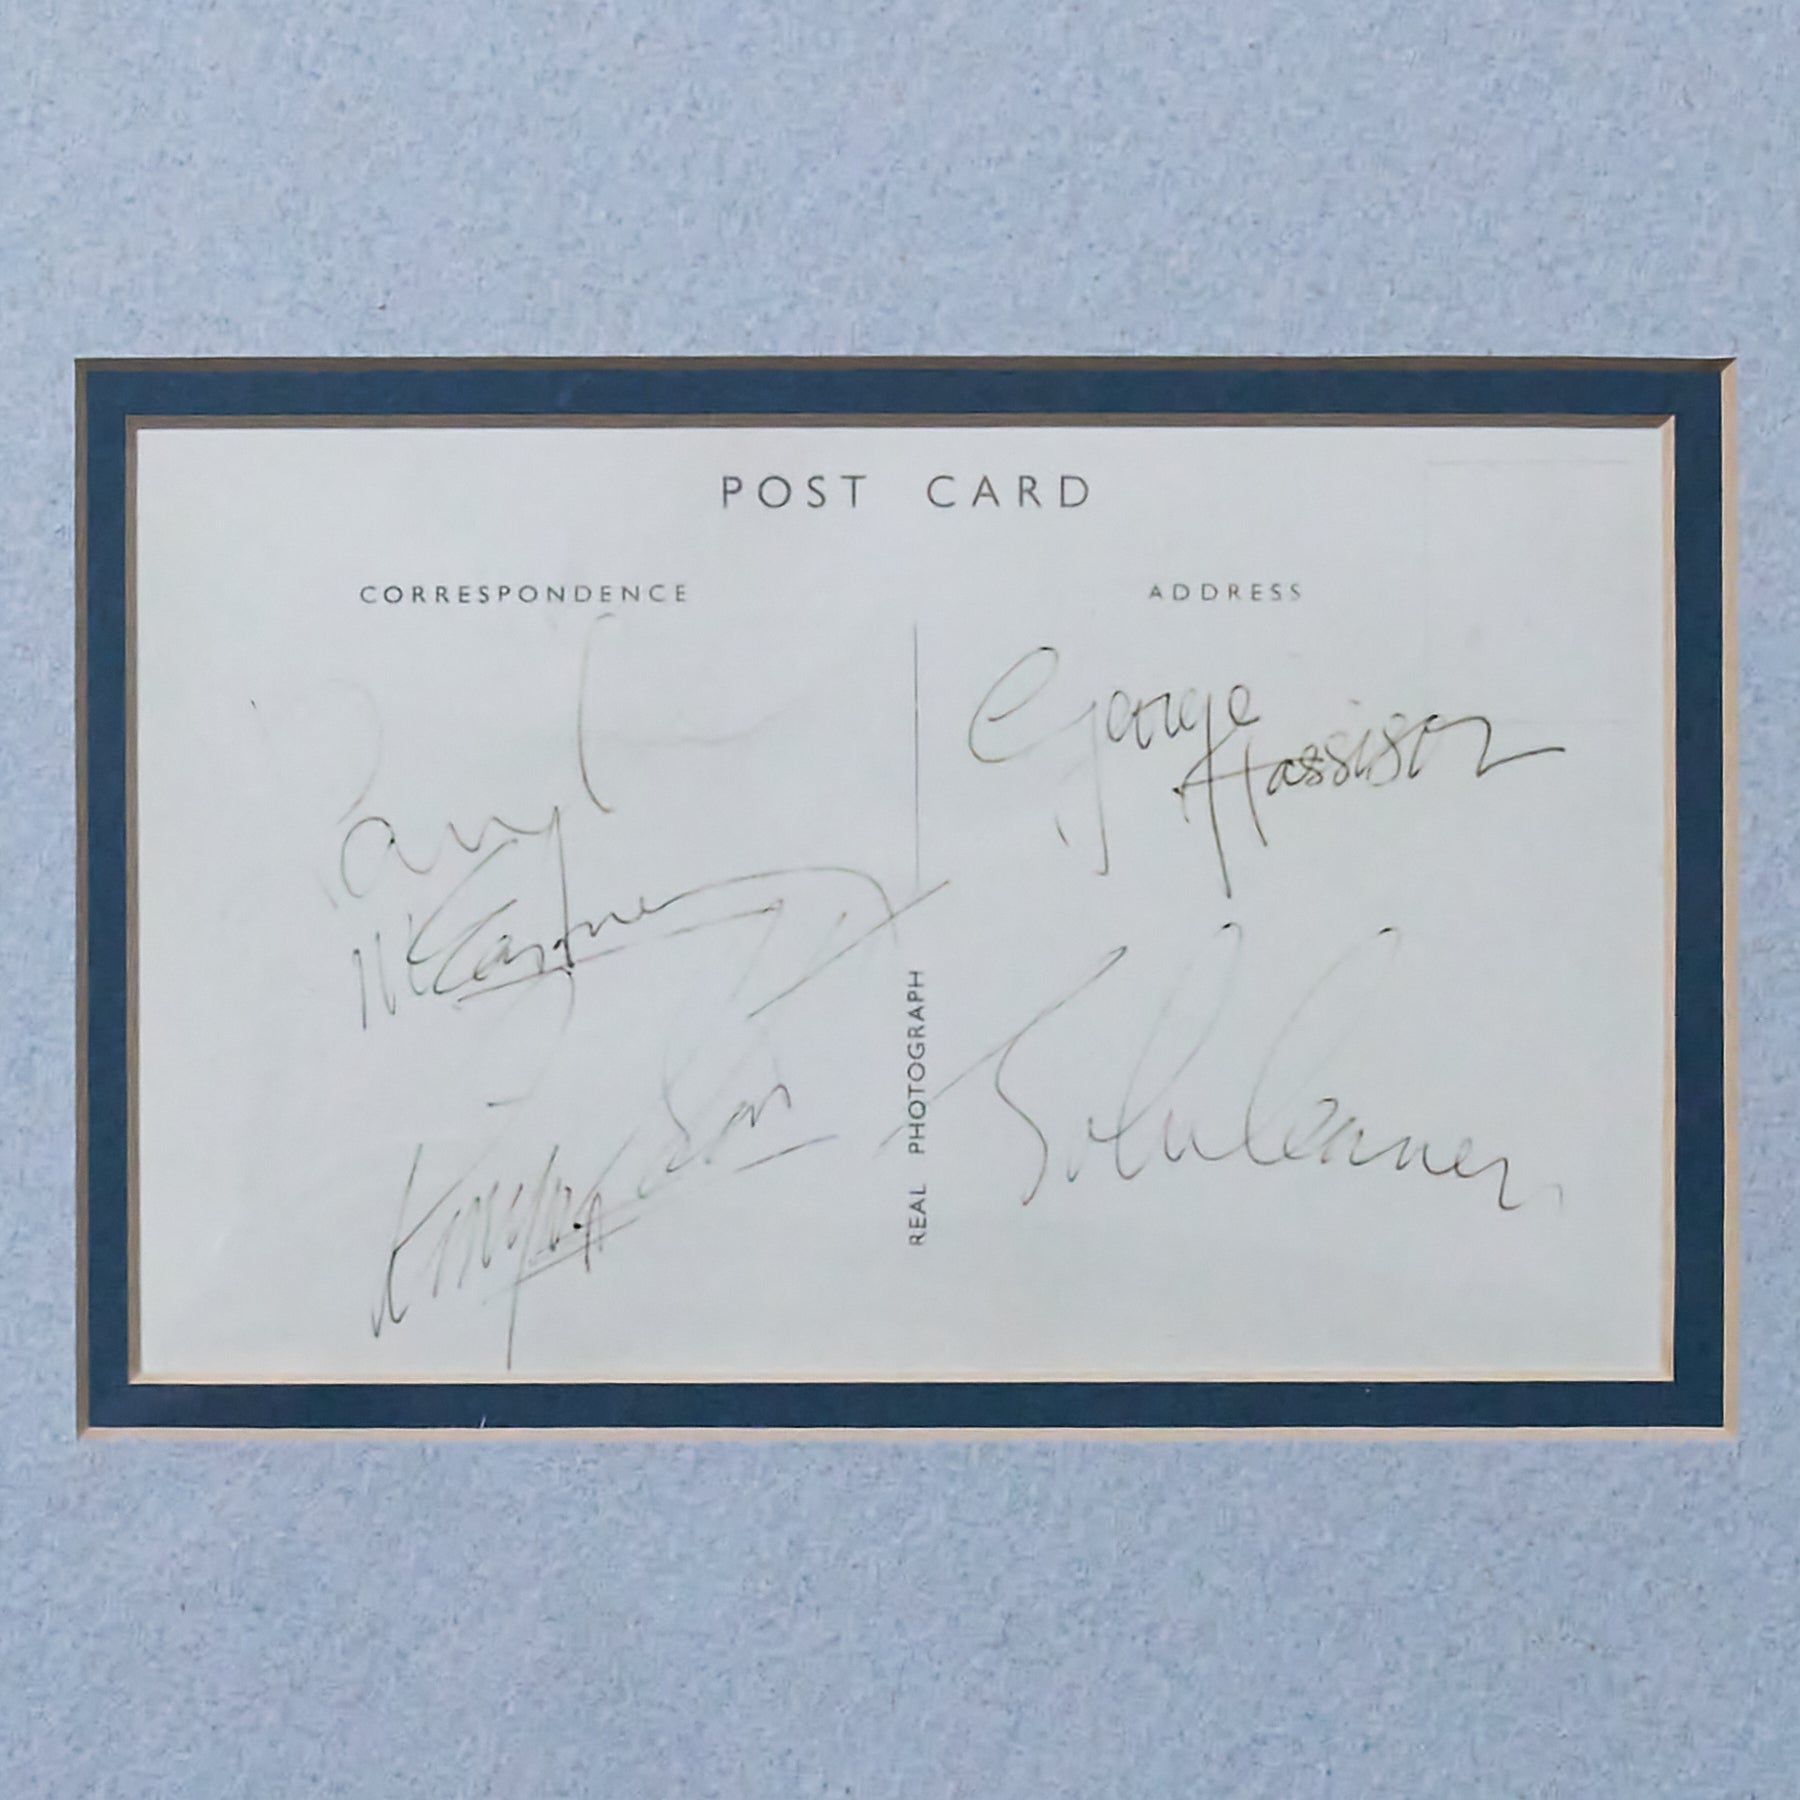 POST CARD
CORRESPONDENCE
ADDRESS
Paul
McCartney
George
Harrison
REAL PHOTOGRAPH
Ringo Starr
John Lennon